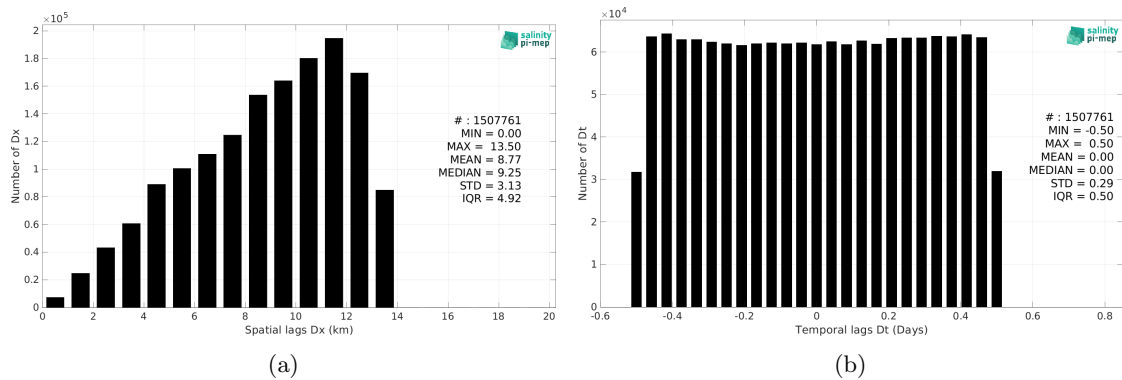 ×10^5
2
1.8
1.6
1.4
1.2
1
0.8
0.6
0.4
0.2
0
Number of Dx
0 2 4 6 8 10 12 14 16 18 20
Spatial lags Dx (km)
salinity
pi-mep
# : 1507761
MIN = 0.00
MAX = 13.50
MEAN = 8.77
MEDIAN = 9.25
STD = 3.13
IQR = 4.92
(a)
×10^4
6
5
4
3
2
1
0
Number of Dt
-0.6 -0.4 -0.2 0 0.2 0.4 0.6 0.8
Temporal lags Dt (Days)
salinity
pi-mep
# : 1507761
MIN = -0.50
MAX = 0.50
MEAN = 0.00
MEDIAN = 0.00
STD = 0.29
IQR = 0.50
(b)